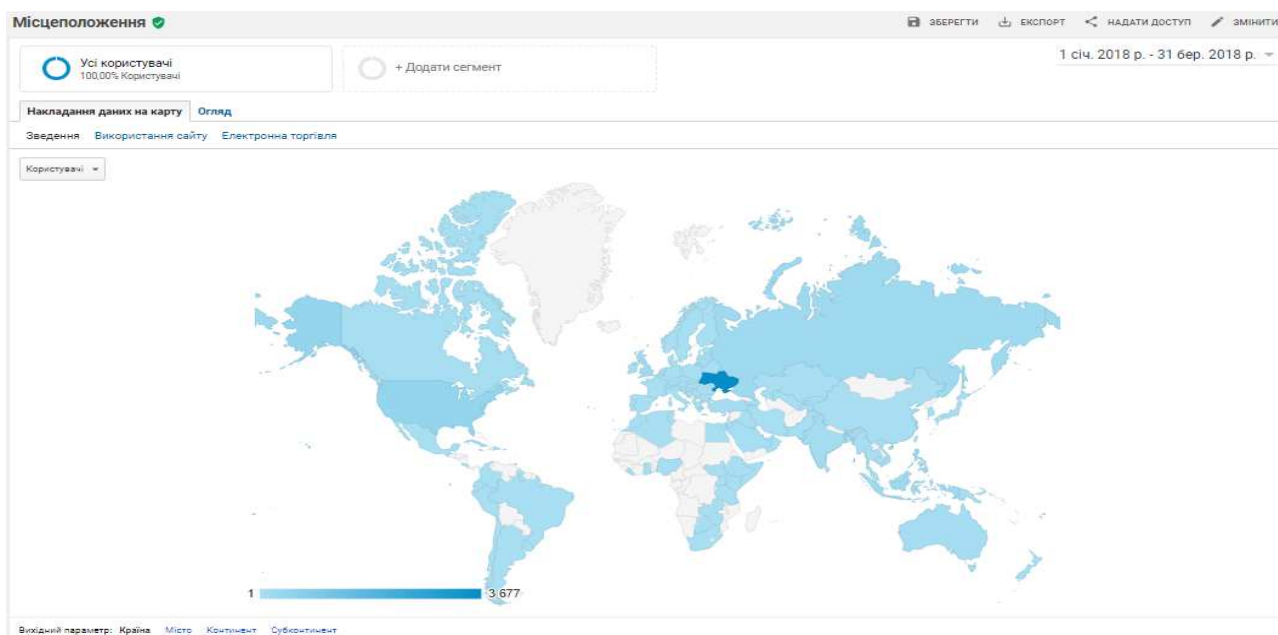 Місцеположення
ЗБЕРЕГТИ ЕКСПОРТ НАДАТИ ДОСТУП ЗМІНИТИ
Усі користувачі
100,00% Користувачі
+ Додати сегмент
1 січ. 2018 р. - 31 бер. 2018 р.
Накладання даних на карту Огляд
Зведення Використання сайту Електронна торгівля
Користувачі
1 3 677
Вихідний параметр: Країна Місто Континент Субконтинент